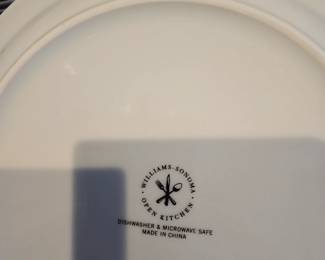 WILLIAMS-SONOMA
OPEN KITCHEN
DISHWASHER & MICROWAVE SAFE
MADE IN CHINA